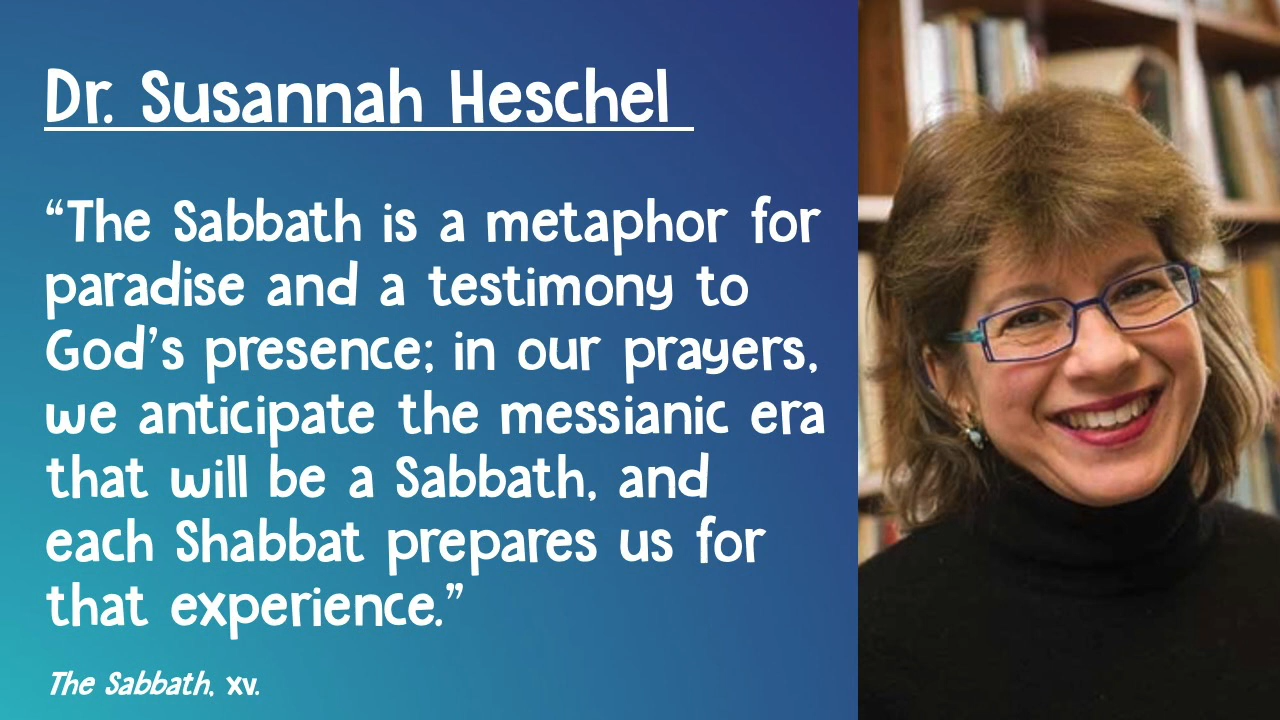 Dr. Susannah Heschel
“The Sabbath is a metaphor for
paradise and a testimony to
God’s presence; in our prayers,
we anticipate the messianic era
that will be a Sabbath, and
each Shabbat prepares us for
that experience.”
The Sabbath, xv.